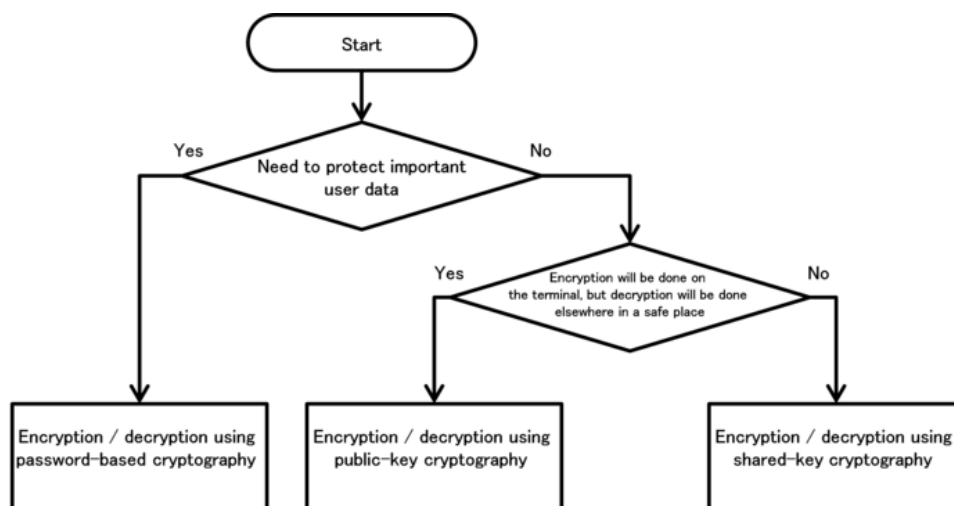 Start
Yes
No
Need to protect important
user data
Yes
No
Encryption will be done on
the terminal, but decryption will be done
elsewhere in a safe place
Encryption / decryption using
password-based cryptography
Encryption / decryption using
public-key cryptography
Encryption / decryption using
shared-key cryptography